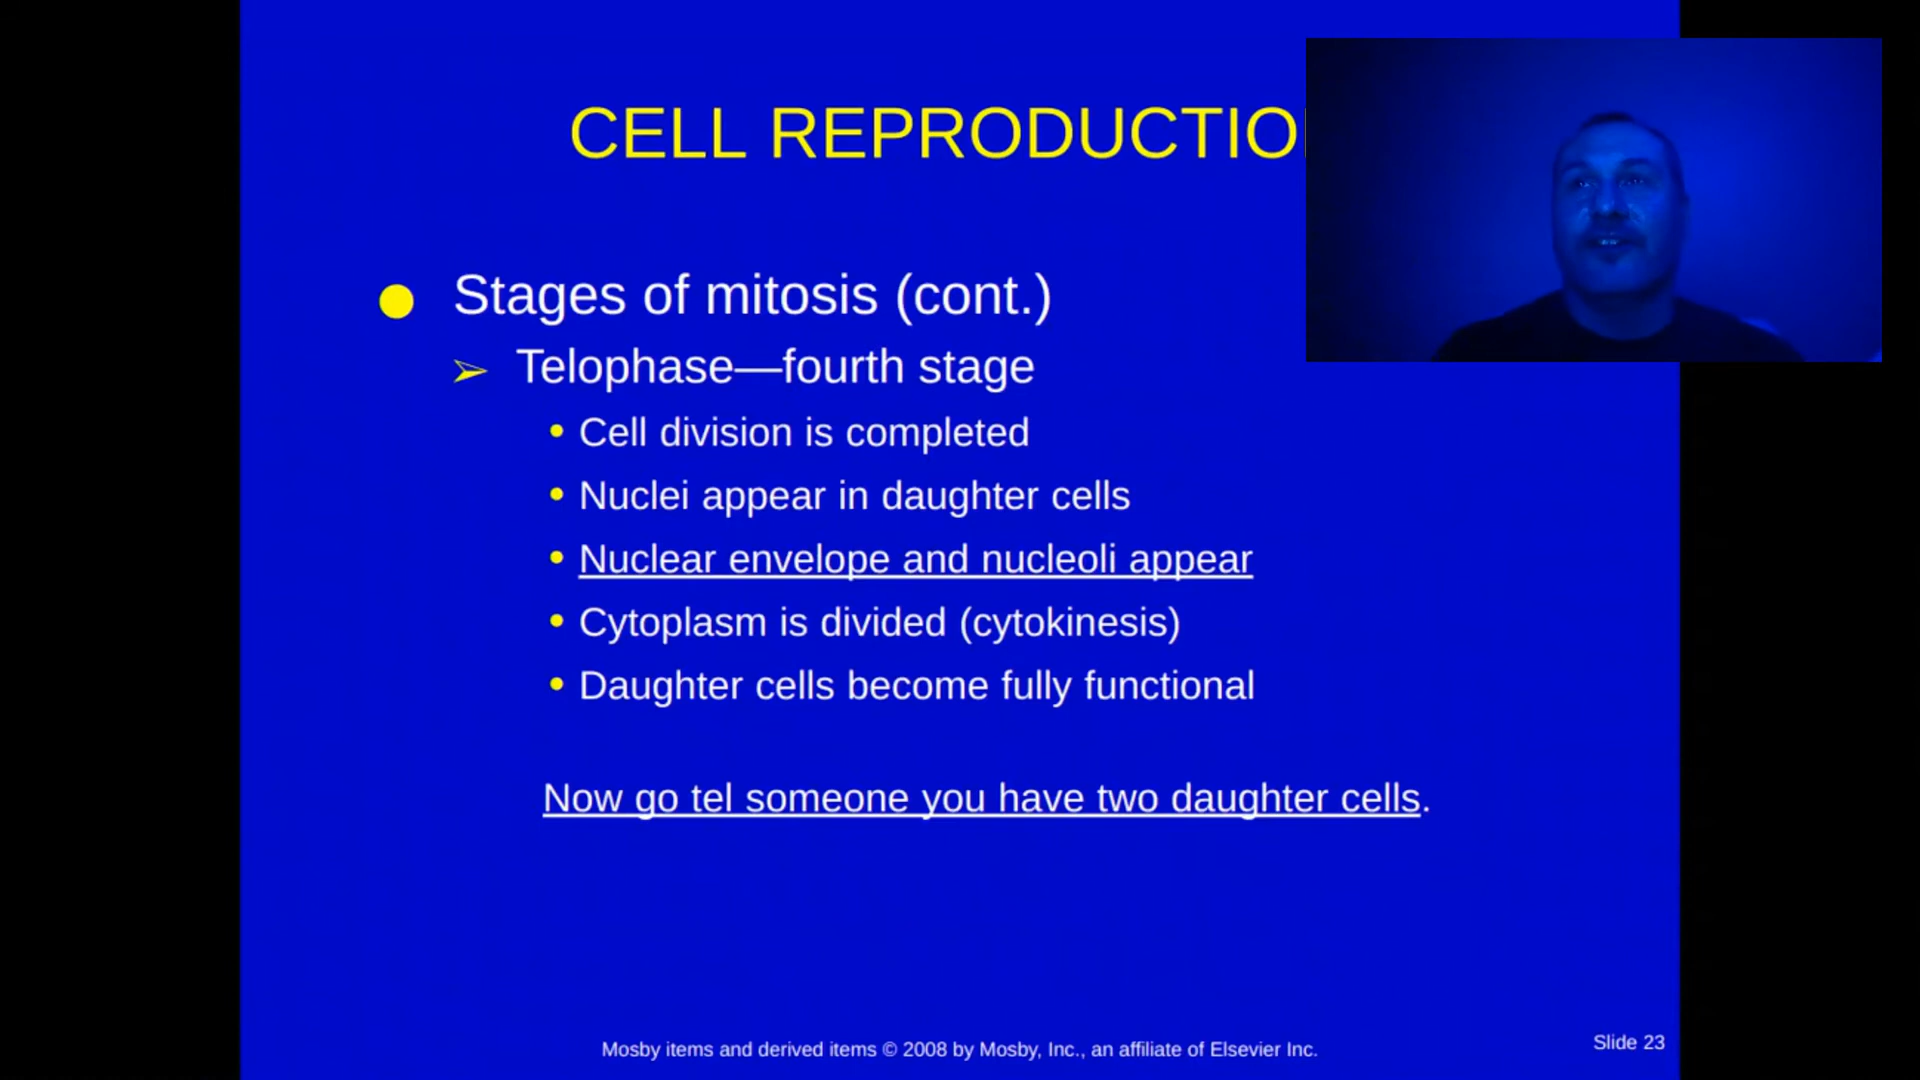 CELL REPRODUCTIO
Stages of mitosis (cont.)
Telophase—fourth stage
Cell division is completed
Nuclei appear in daughter cells
Nuclear envelope and nucleoli appear
Cytoplasm is divided (cytokinesis)
Daughter cells become fully functional
Now go tel someone you have two daughter cells.
Mosby items and derived items © 2008 by Mosby, Inc., an affiliate of Elsevier Inc.
Slide 23